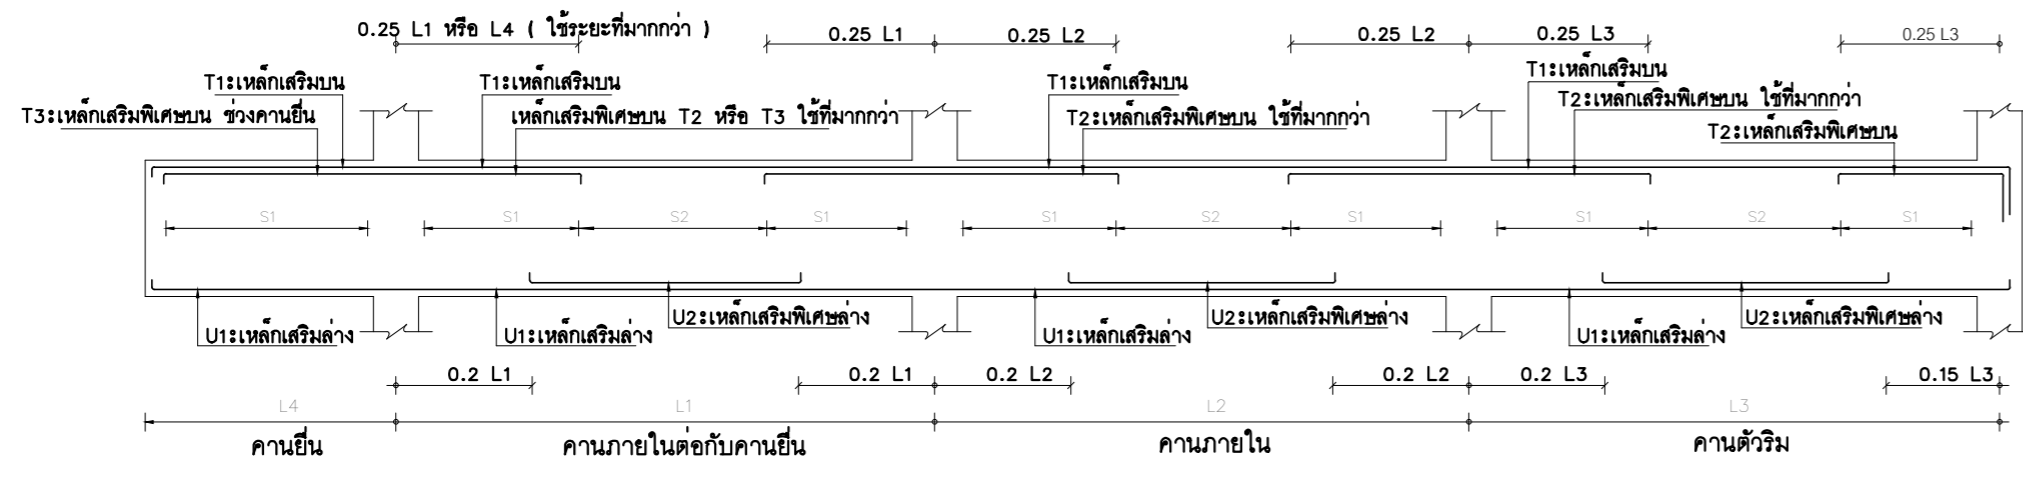 0.25 L1 หรือ L4 ( ใช้ระยะที่มากกว่า )
0.25 L1
0.25 L2
0.25 L2
0.25 L3
0.25 L3
T1:เหล็กเสริมบน
T1:เหล็กเสริมบน
T1:เหล็กเสริมบน
T1:เหล็กเสริมบน
T3:เหล็กเสริมพิเศษบน ช่วงคานยื่น
เหล็กเสริมพิเศษบน T2 หรือ T3 ใช้ที่มากกว่า
T2:เหล็กเสริมพิเศษบน ใช้ที่มากกว่า
T2:เหล็กเสริมพิเศษบน ใช้ที่มากกว่า
T2:เหล็กเสริมพิเศษบน
S1
S1
S2
S1
S1
S2
S1
S1
S2
S1
U1:เหล็กเสริมล่าง
U1:เหล็กเสริมล่าง
U2:เหล็กเสริมพิเศษล่าง
U1:เหล็กเสริมล่าง
U2:เหล็กเสริมพิเศษล่าง
U1:เหล็กเสริมล่าง
U2:เหล็กเสริมพิเศษล่าง
0.2 L1
0.2 L1
0.2 L2
0.2 L2
0.2 L3
0.15 L3
L4
L1
L2
L3
คานยื่น
คานภายในต่อกับคานยื่น
คานภายใน
คานตัวริม